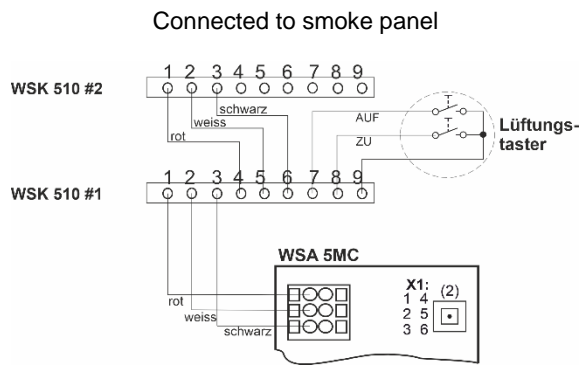 Connected to smoke panel
WSK 510 #2
1 2 3 4 5 6 7 8 9
schwarz
weiss
rot
AUF
ZU
Lüftungs-
taster
WSK 510 #1
1 2 3 4 5 6 7 8 9
WSA 5MC
rot
weiss
schwarz
X1:
1 4
2 5
3 6
(2)